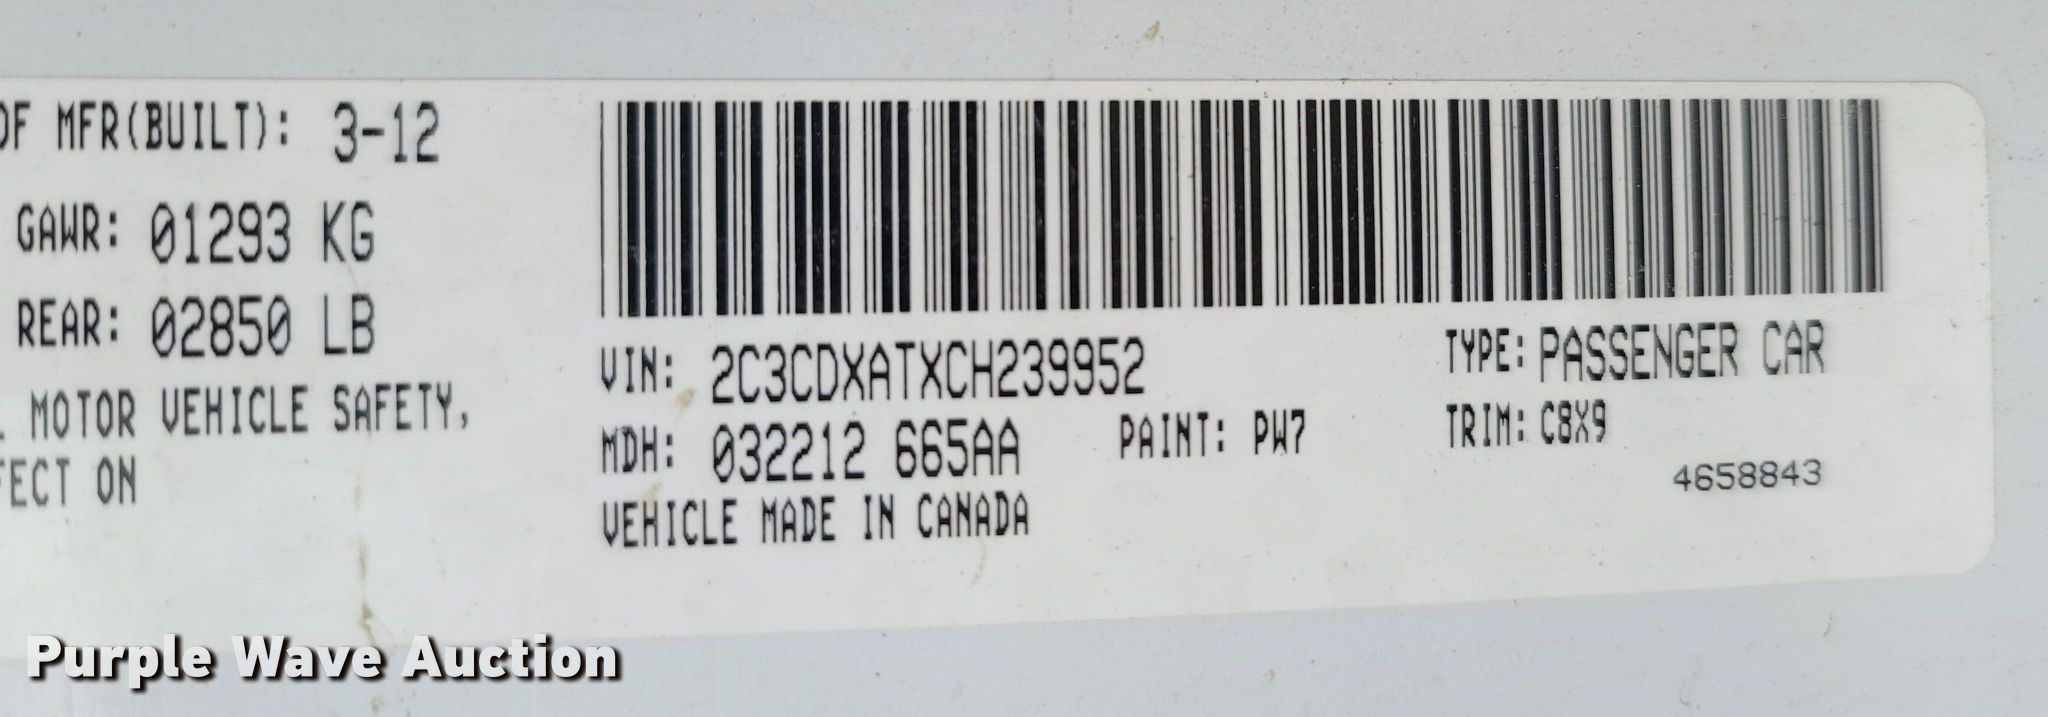 OF MFR(BUILT): 3-12
GAWR: 01293 KG
REAR: 02850 LB
MOTOR VEHICLE SAFETY,
FECT ON
VIN: 2C3CDXATXCH239952
TYPE: PASSENGER CAR
MDH: 032212 665AA
PAINT: PW7
TRIM: C8X9
4658843
VEHICLE MADE IN CANADA
Purple Wave Auction